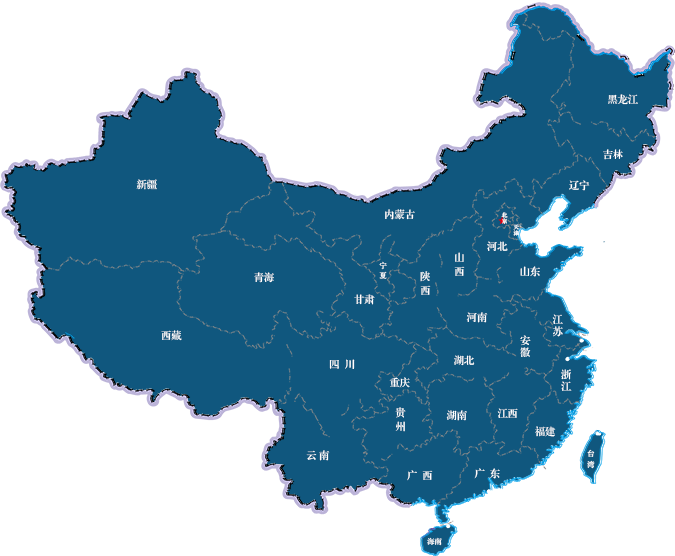 黑龙江
吉林
新疆
辽宁
内蒙古
北京
天津
河北
山西
宁夏
山东
青海
陕西
甘肃
河南
江苏
西藏
安徽
四川
湖北
浙江
重庆
贵州
湖南
江西
福建
云南
台湾
广西
广东
海南